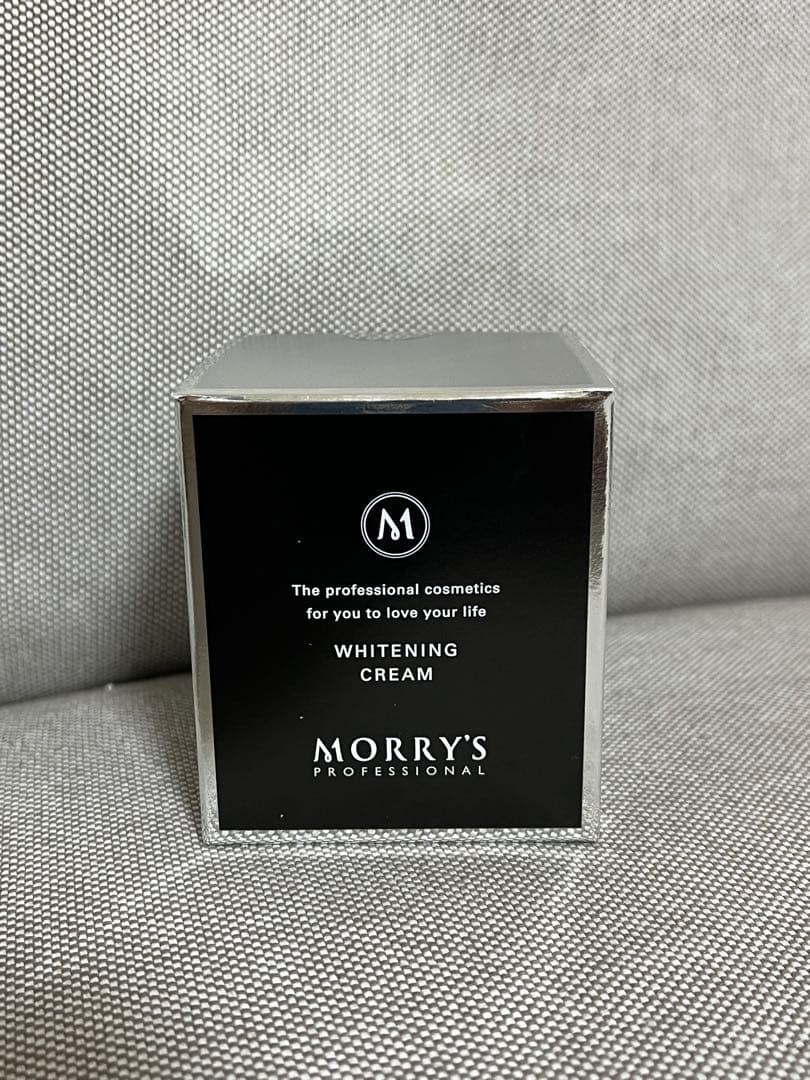 M
The professional cosmetics
for you to love your life
WHITENING
CREAM
MORRY'S
PROFESSIONAL